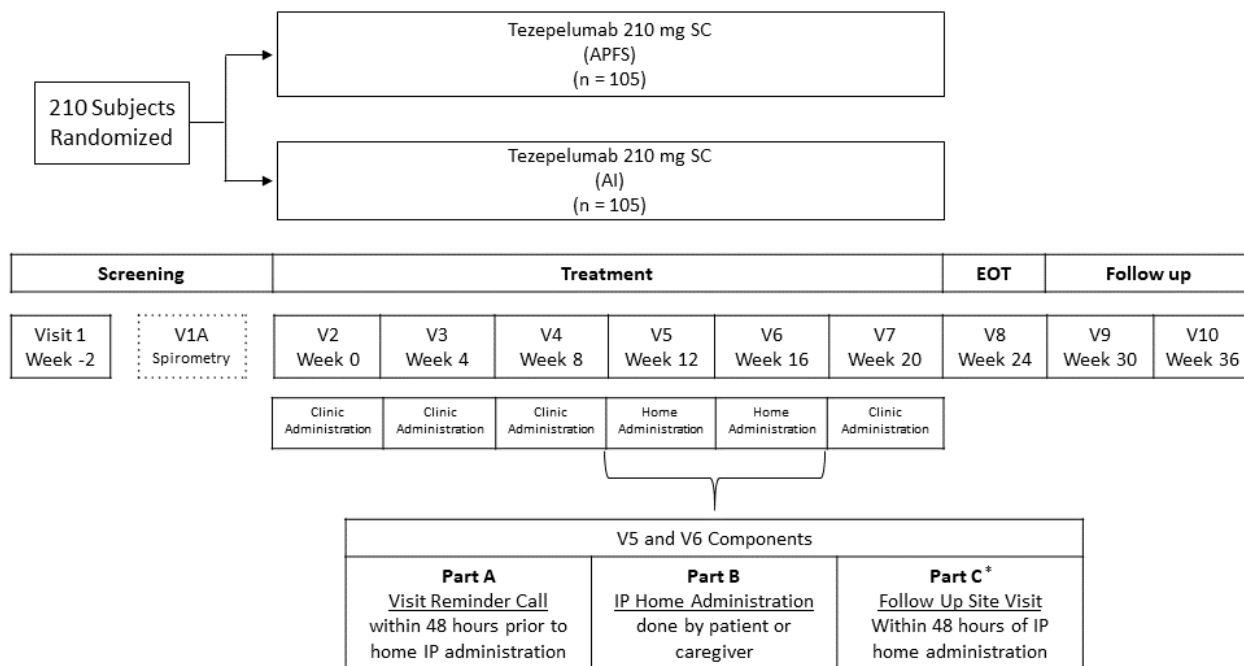 Tezepelumab 210 mg SC
(APFS)
(n = 105)
210 Subjects
Randomized
Tezepelumab 210 mg SC
(AI)
(n = 105)
Screening
Treatment
EOT
Follow up
Visit 1
Week -2
V1A
Spirometry
V2
Week 0
V3
Week 4
V4
Week 8
V5
Week 12
V6
Week 16
V7
Week 20
V8
Week 24
V9
Week 30
V10
Week 36
Clinic
Administration
Clinic
Administration
Clinic
Administration
Home
Administration
Home
Administration
Clinic
Administration
V5 and V6 Components
Part A
Visit Reminder Call
within 48 hours prior to
home IP administration
Part B
IP Home Administration
done by patient or
caregiver
Part C*
Follow Up Site Visit
Within 48 hours of IP
home administration